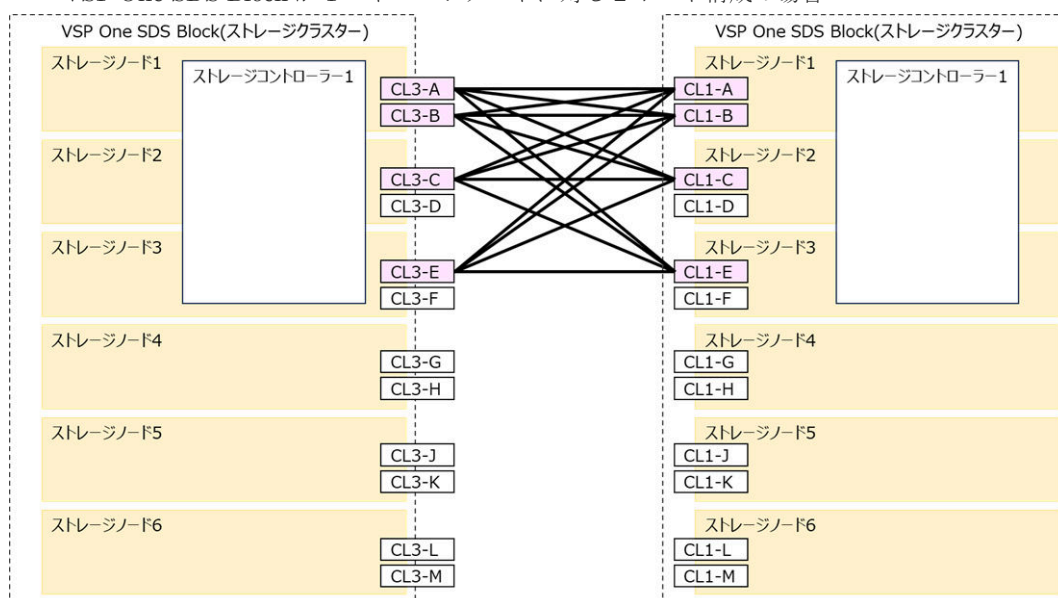 VSP One SDS Block(ストレージクラスター)
ストレージノード1
ストレージコントローラー1
CL3-A
CL3-B
ストレージノード2
CL3-C
CL3-D
ストレージノード3
CL3-E
CL3-F
ストレージノード4
CL3-G
CL3-H
ストレージノード5
CL3-J
CL3-K
ストレージノード6
CL3-L
CL3-M
VSP One SDS Block(ストレージクラスター)
ストレージノード1
ストレージコントローラー1
CL1-A
CL1-B
ストレージノード2
CL1-C
CL1-D
ストレージノード3
CL1-E
CL1-F
ストレージノード4
CL1-G
CL1-H
ストレージノード5
CL1-J
CL1-K
ストレージノード6
CL1-L
CL1-M